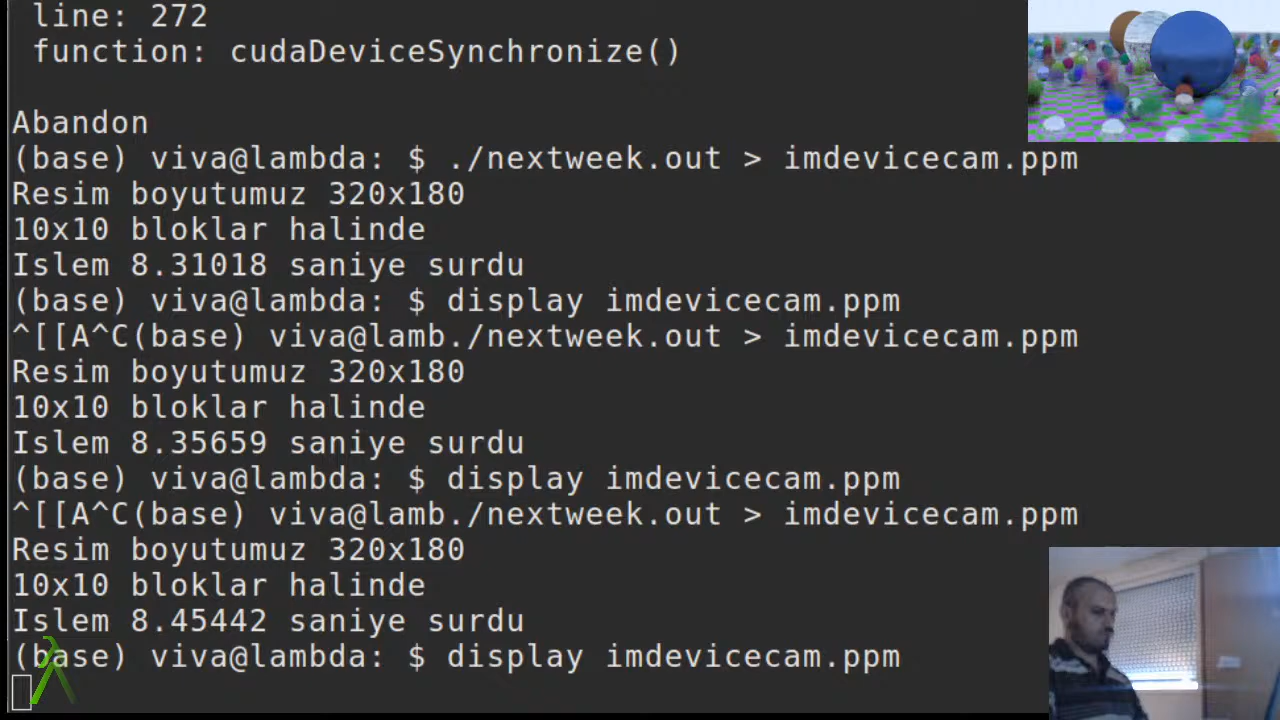 line: 272
function: cudaDeviceSynchronize()
Abandon
(base) viva@lambda: $ ./nextweek.out > imdevicecam.ppm
Resim boyutumuz 320x180
10x10 bloklar halinde
Islem 8.31018 saniye surdu
(base) viva@lambda: $ display imdevicecam.ppm
^[[A^C(base) viva@lamb./nextweek.out > imdevicecam.ppm
Resim boyutumuz 320x180
10x10 bloklar halinde
Islem 8.35659 saniye surdu
(base) viva@lambda: $ display imdevicecam.ppm
^[[A^C(base) viva@lamb./nextweek.out > imdevicecam.ppm
Resim boyutumuz 320x180
10x10 bloklar halinde
Islem 8.45442 saniye surdu
(base) viva@lambda: $ display imdevicecam.ppm